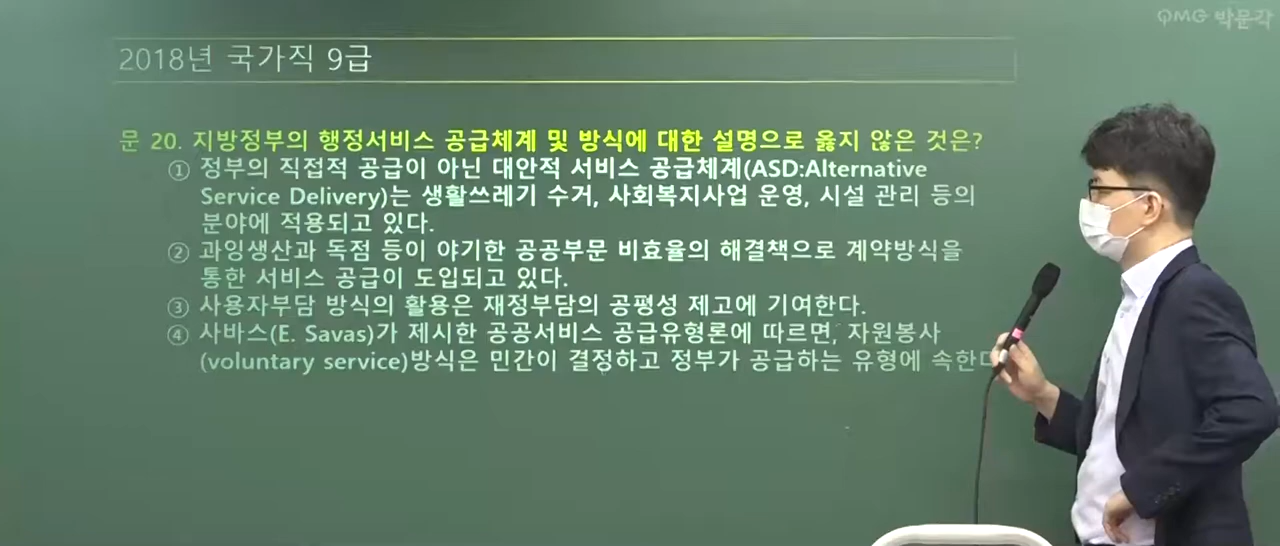 PMG 박문각
2018년 국가직 9급
문 20. 지방정부의 행정서비스 공급체계 및 방식에 대한 설명으로 옳지 않은 것은?
① 정부의 직접적 공급이 아닌 대안적 서비스 공급체계(ASD:Alternative
Service Delivery)는 생활쓰레기 수거, 사회복지사업 운영, 시설 관리 등의
분야에 적용되고 있다.
② 과잉생산과 독점 등이 야기한 공공부문 비효율의 해결책으로 계약방식을
통한 서비스 공급이 도입되고 있다.
③ 사용자부담 방식의 활용은 재정부담의 공평성 제고에 기여한다.
④ 사바스(E. Savas)가 제시한 공공서비스 공급유형론에 따르면, 자원봉사
(voluntary service)방식은 민간이 결정하고 정부가 공급하는 유형에 속한다